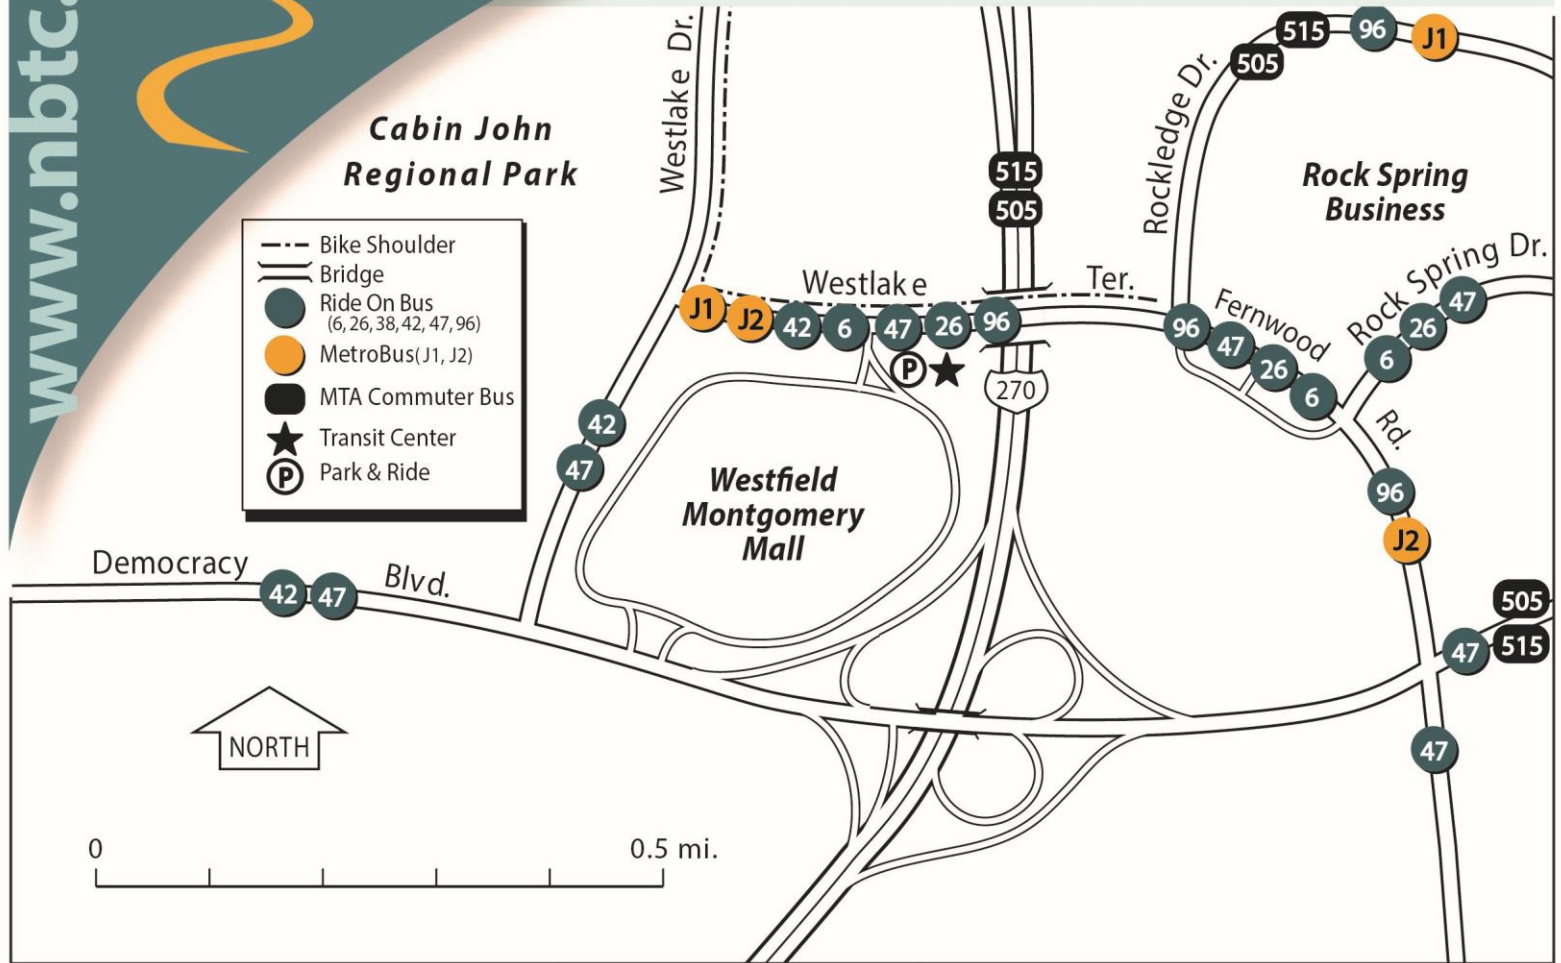 www.nbtc.
Westlake Dr.
Cabin John
Regional Park
Bike Shoulder
Bridge
Ride On Bus
(6, 26, 38, 42, 47, 96)
MetroBus (J1, J2)
MTA Commuter Bus
Transit Center
P
Park & Ride
515
505
Rockledge Dr.
505
515
96
J1
Rock Spring
Business
Rock Spring Dr.
Westlake Ter.
J1
J2
42
6
47
26
96
P
270
96
47
26
6
Fernwood Rd.
6
26
47
42
47
Westfield
Montgomery
Mall
96
J2
Democracy Blvd.
42
47
505
47
515
47
NORTH
0
0.5 mi.